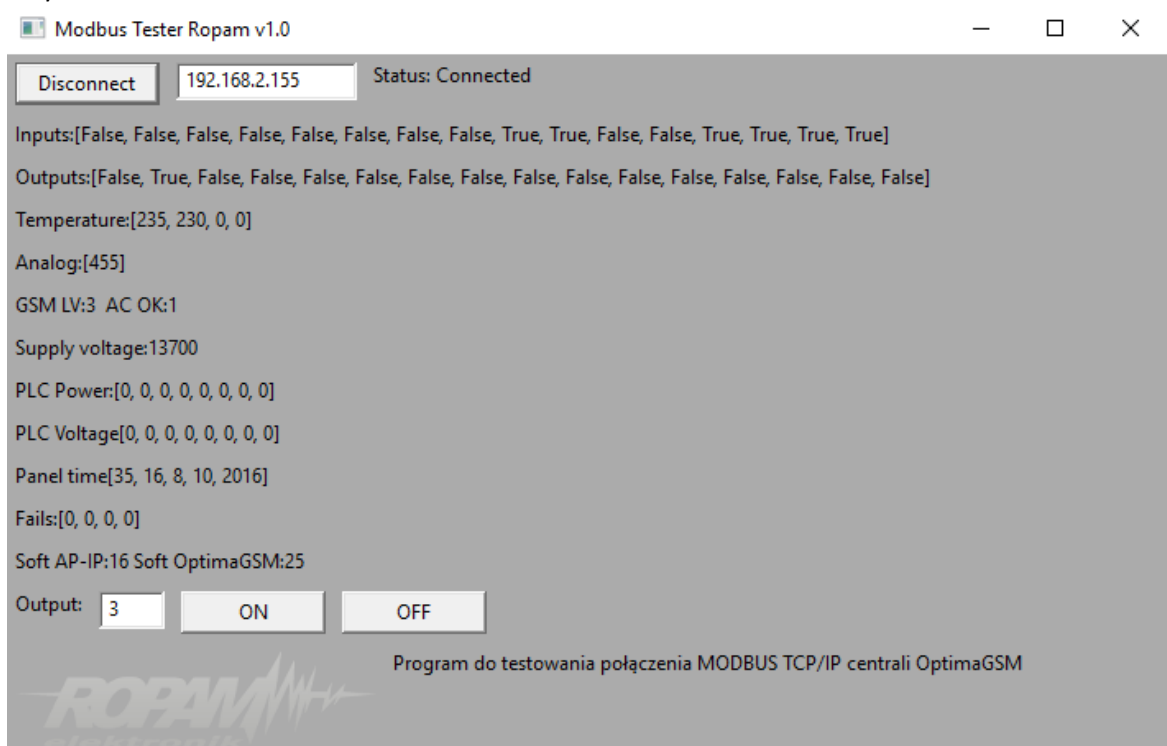 Modbus Tester Ropam v1.0
Disconnect 192.168.2.155 Status: Connected
Inputs:[False, False, False, False, False, False, False, False, True, True, False, False, True, True, True, True]
Outputs:[False, True, False, False, False, False, False, False, False, False, False, False, False, False, False, False]
Temperature:[235, 230, 0, 0]
Analog:[455]
GSM LV:3 AC OK:1
Supply voltage:13700
PLC Power:[0, 0, 0, 0, 0, 0, 0, 0]
PLC Voltage[0, 0, 0, 0, 0, 0, 0, 0]
Panel time[35, 16, 8, 10, 2016]
Fails:[0, 0, 0, 0]
Soft AP-IP:16 Soft OptimaGSM:25
Output: 3 ON OFF
Program do testowania połączenia MODBUS TCP/IP centrali OptimaGSM
ROPAM
elektronik